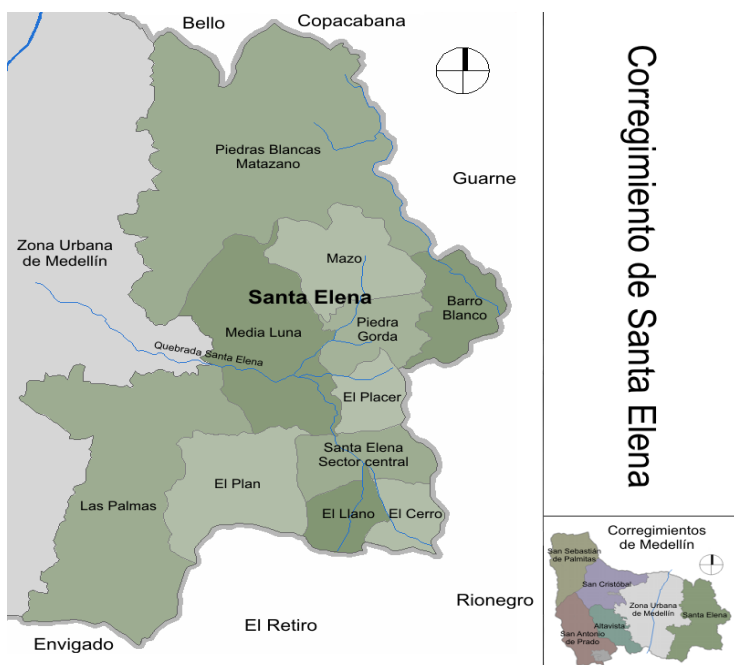 Bello
Copacabana
Piedras Blancas
Matazano
Guarne
Zona Urbana
de Medellín
Mazo
Santa Elena
Barro
Blanco
Piedra
Gorda
Media Luna
Quebrada Santa Elena
El Placer
Santa Elena
Sector central
El Plan
Las Palmas
El Llano
El Cerro
Rionegro
El Retiro
Envigado
Corregimiento de Santa Elena
Corregimientos
de Medellín
San Sebastián
de Palmitas
San Cristóbal
Zona Urbana
de Medellín
Santa Elena
Altavista
San Antonio
de Prado